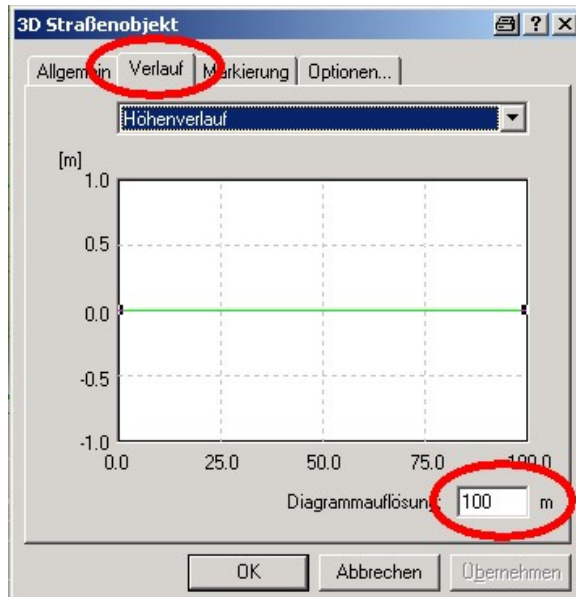 3D Straßenobjekt
Allgemein Verlauf Markierung Optionen...
Höhenverlauf
[m]
1.0
0.5
0.0
-0.5
-1.0
0.0 25.0 50.0 75.0 100.0
Diagrammauflösung: 100 m
OK Abbrechen Übernehmen